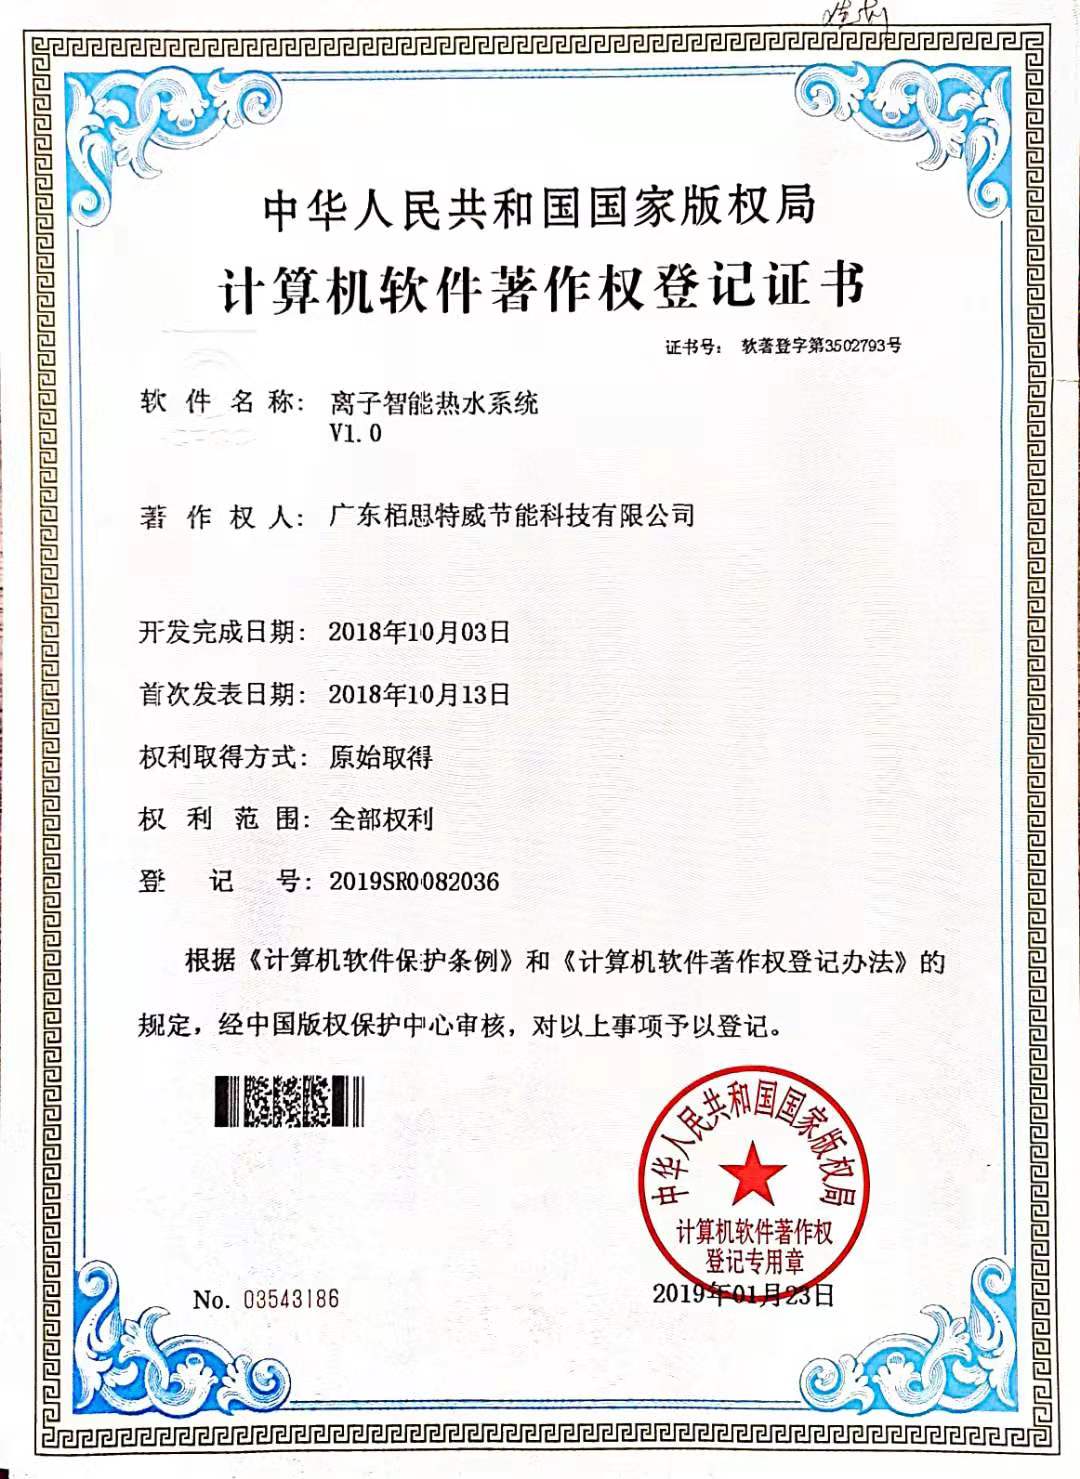 中华人民共和国国家版权局
计算机软件著作权登记证书
证书号： 软著登字第3502793号
软件名称： 离子智能热水系统
V1.0
著作权人： 广东栢思特威节能科技有限公司
开发完成日期： 2018年10月03日
首次发表日期： 2018年10月13日
权利取得方式： 原始取得
权利范围： 全部权利
登记号： 2019SR0082036
根据《计算机软件保护条例》和《计算机软件著作权登记办法》的
规定，经中国版权保护中心审核，对以上事项予以登记。
中华人民共和国国家版权局
计算机软件著作权
登记专用章
No. 03543186
2019年01月23日